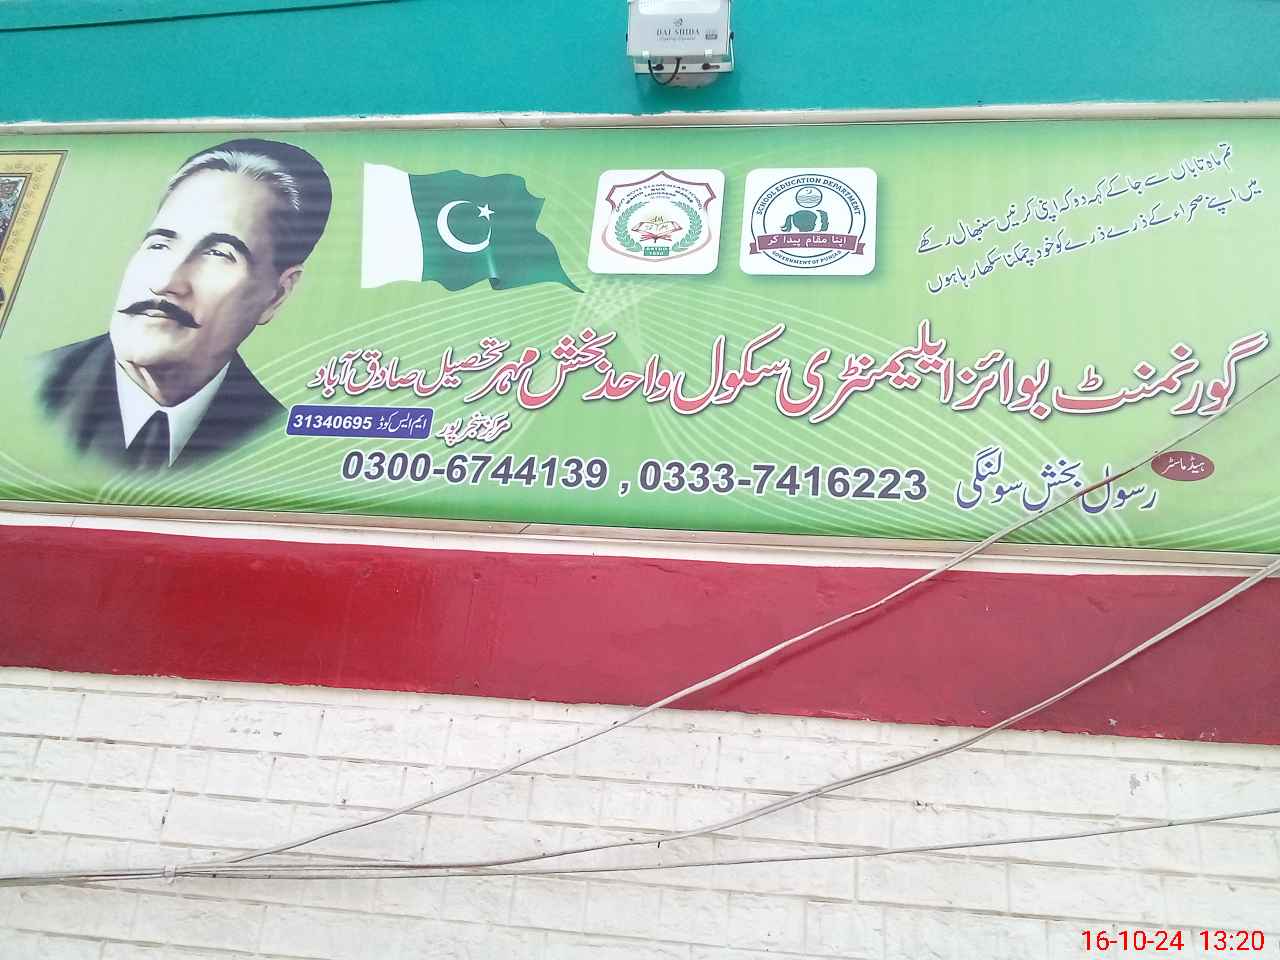 DAI SHIDA
تم ماہِ تاباں سے جا کے کہہ دو کہ اپنی کرنیں سنبھال رکھے
میں اپنے صحراء کے ذرے ذرے کو خود چمکنا سکھا رہا ہوں
SCHOOL EDUCATION DEPARTMENT
اپنا مقام پیدا کر
GOVERNMENT OF PUNJAB
گورنمنٹ بوائز ایلیمنٹری سکول واحد بخش مہر تحصیل صادق آباد
مرکز سنجر پور
ایم ایس کوڈ 31340695
ہیڈ ماسٹر
رسول بخش سولنگی
0300-6744139 , 0333-7416223
16-10-24 13:20